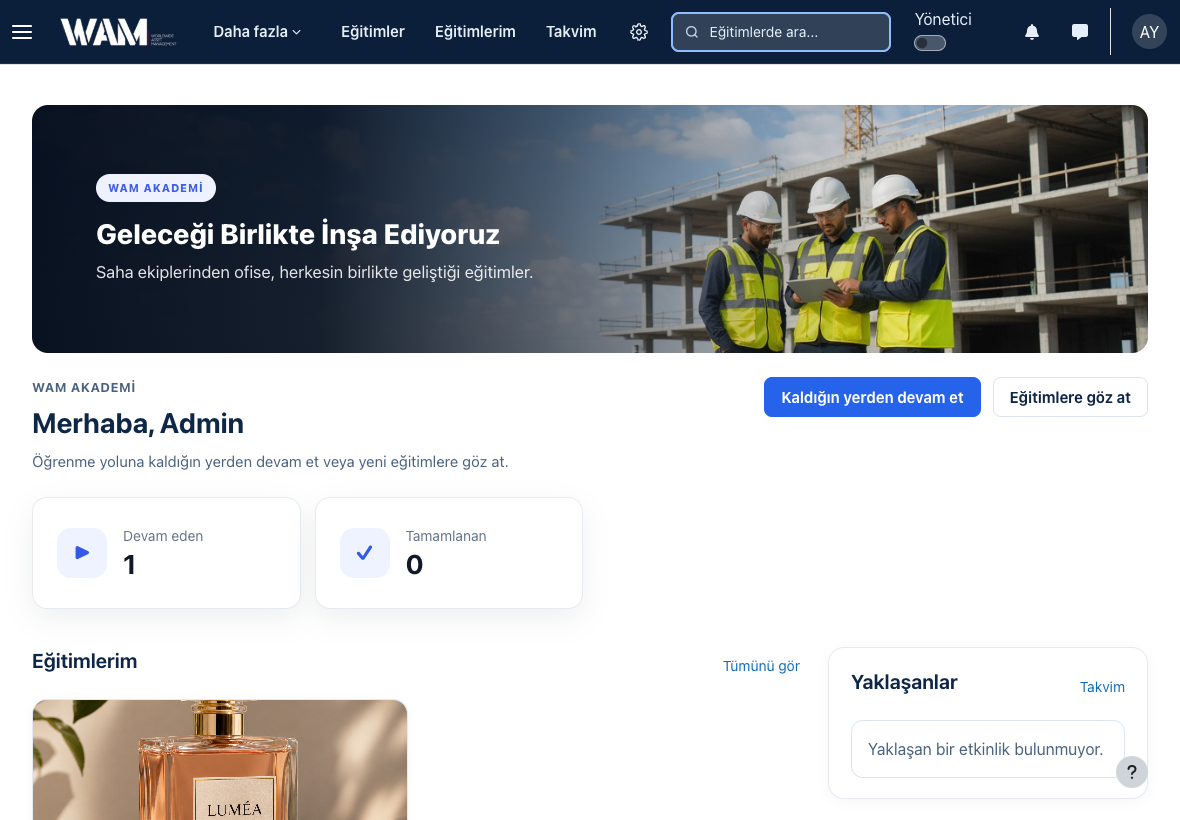 WAM WORLDWIDE ASSET MANAGEMENT
Daha fazla
Eğitimler
Eğitimlerim
Takvim
Eğitimlerde ara...
Yönetici
AY
WAM AKADEMİ
Geleceği Birlikte İnşa Ediyoruz
Saha ekiplerinden ofise, herkesin birlikte geliştiği eğitimler.
WAM AKADEMİ
Merhaba, Admin
Öğrenme yoluna kaldığın yerden devam et veya yeni eğitimlere göz at.
Kaldığın yerden devam et
Eğitimlere göz at
Devam eden
1
Tamamlanan
0
Eğitimlerim
Tümünü gör
LUMÉA
Yaklaşanlar
Takvim
Yaklaşan bir etkinlik bulunmuyor.
?